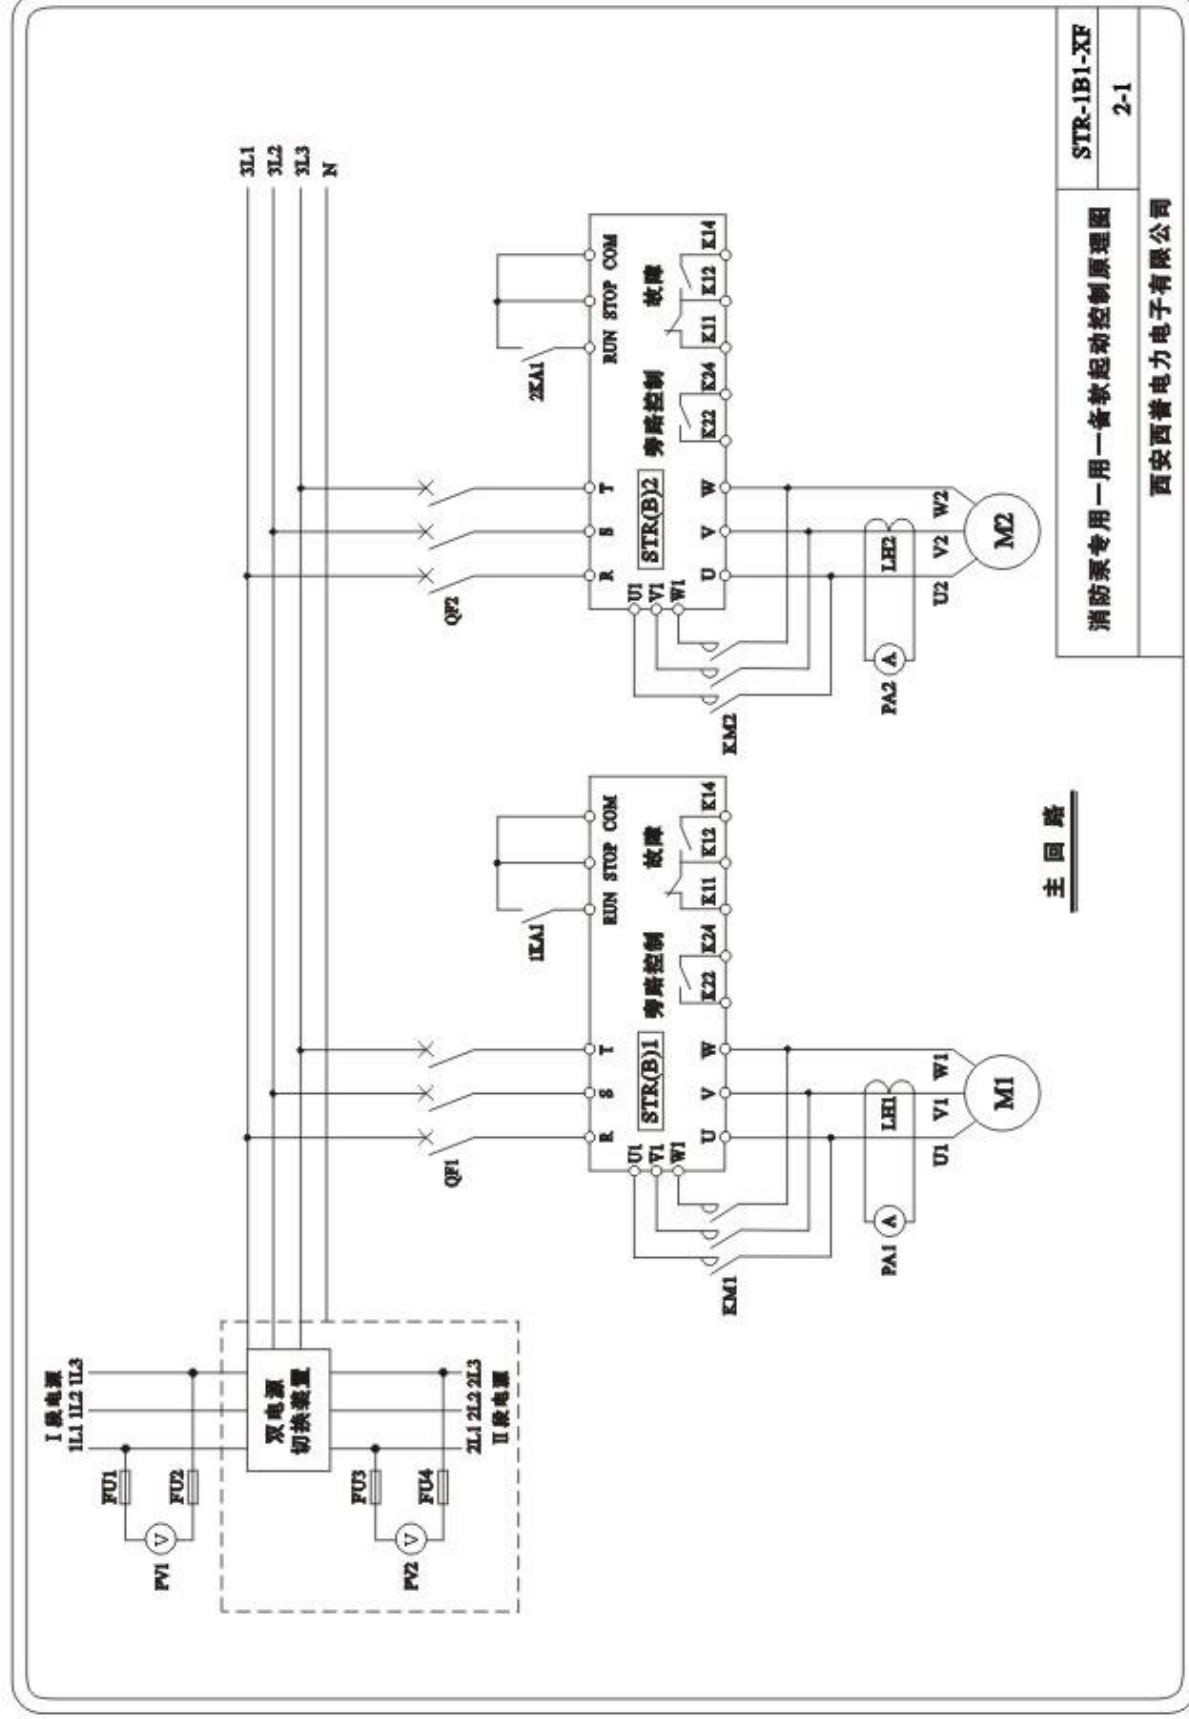 I 段电源
1L1 1L2 1L3
FU1
FU2
PV1
V
双电源
切换装置
FU3
FU4
PV2
V
2L1 2L2 2L3
II 段电源
3L1
3L2
3L3
N
QF1
1KA1
R S T
RUN STOP COM
U1
V1
W1
STR(B)1
旁路控制
故障
U V W
K22 K24
K11 K12 K14
KM1
PA1
A
LH1
U1 V1 W1
M1
QF2
2KA1
R S T
RUN STOP COM
U1
V1
W1
STR(B)2
旁路控制
故障
U V W
K22 K24
K11 K12 K14
KM2
PA2
A
LH2
U2 V2 W2
M2
主 回 路
消防泵专用一用一备软起动控制原理图
STR-1B1-XF
2-1
西安西普电力电子有限公司